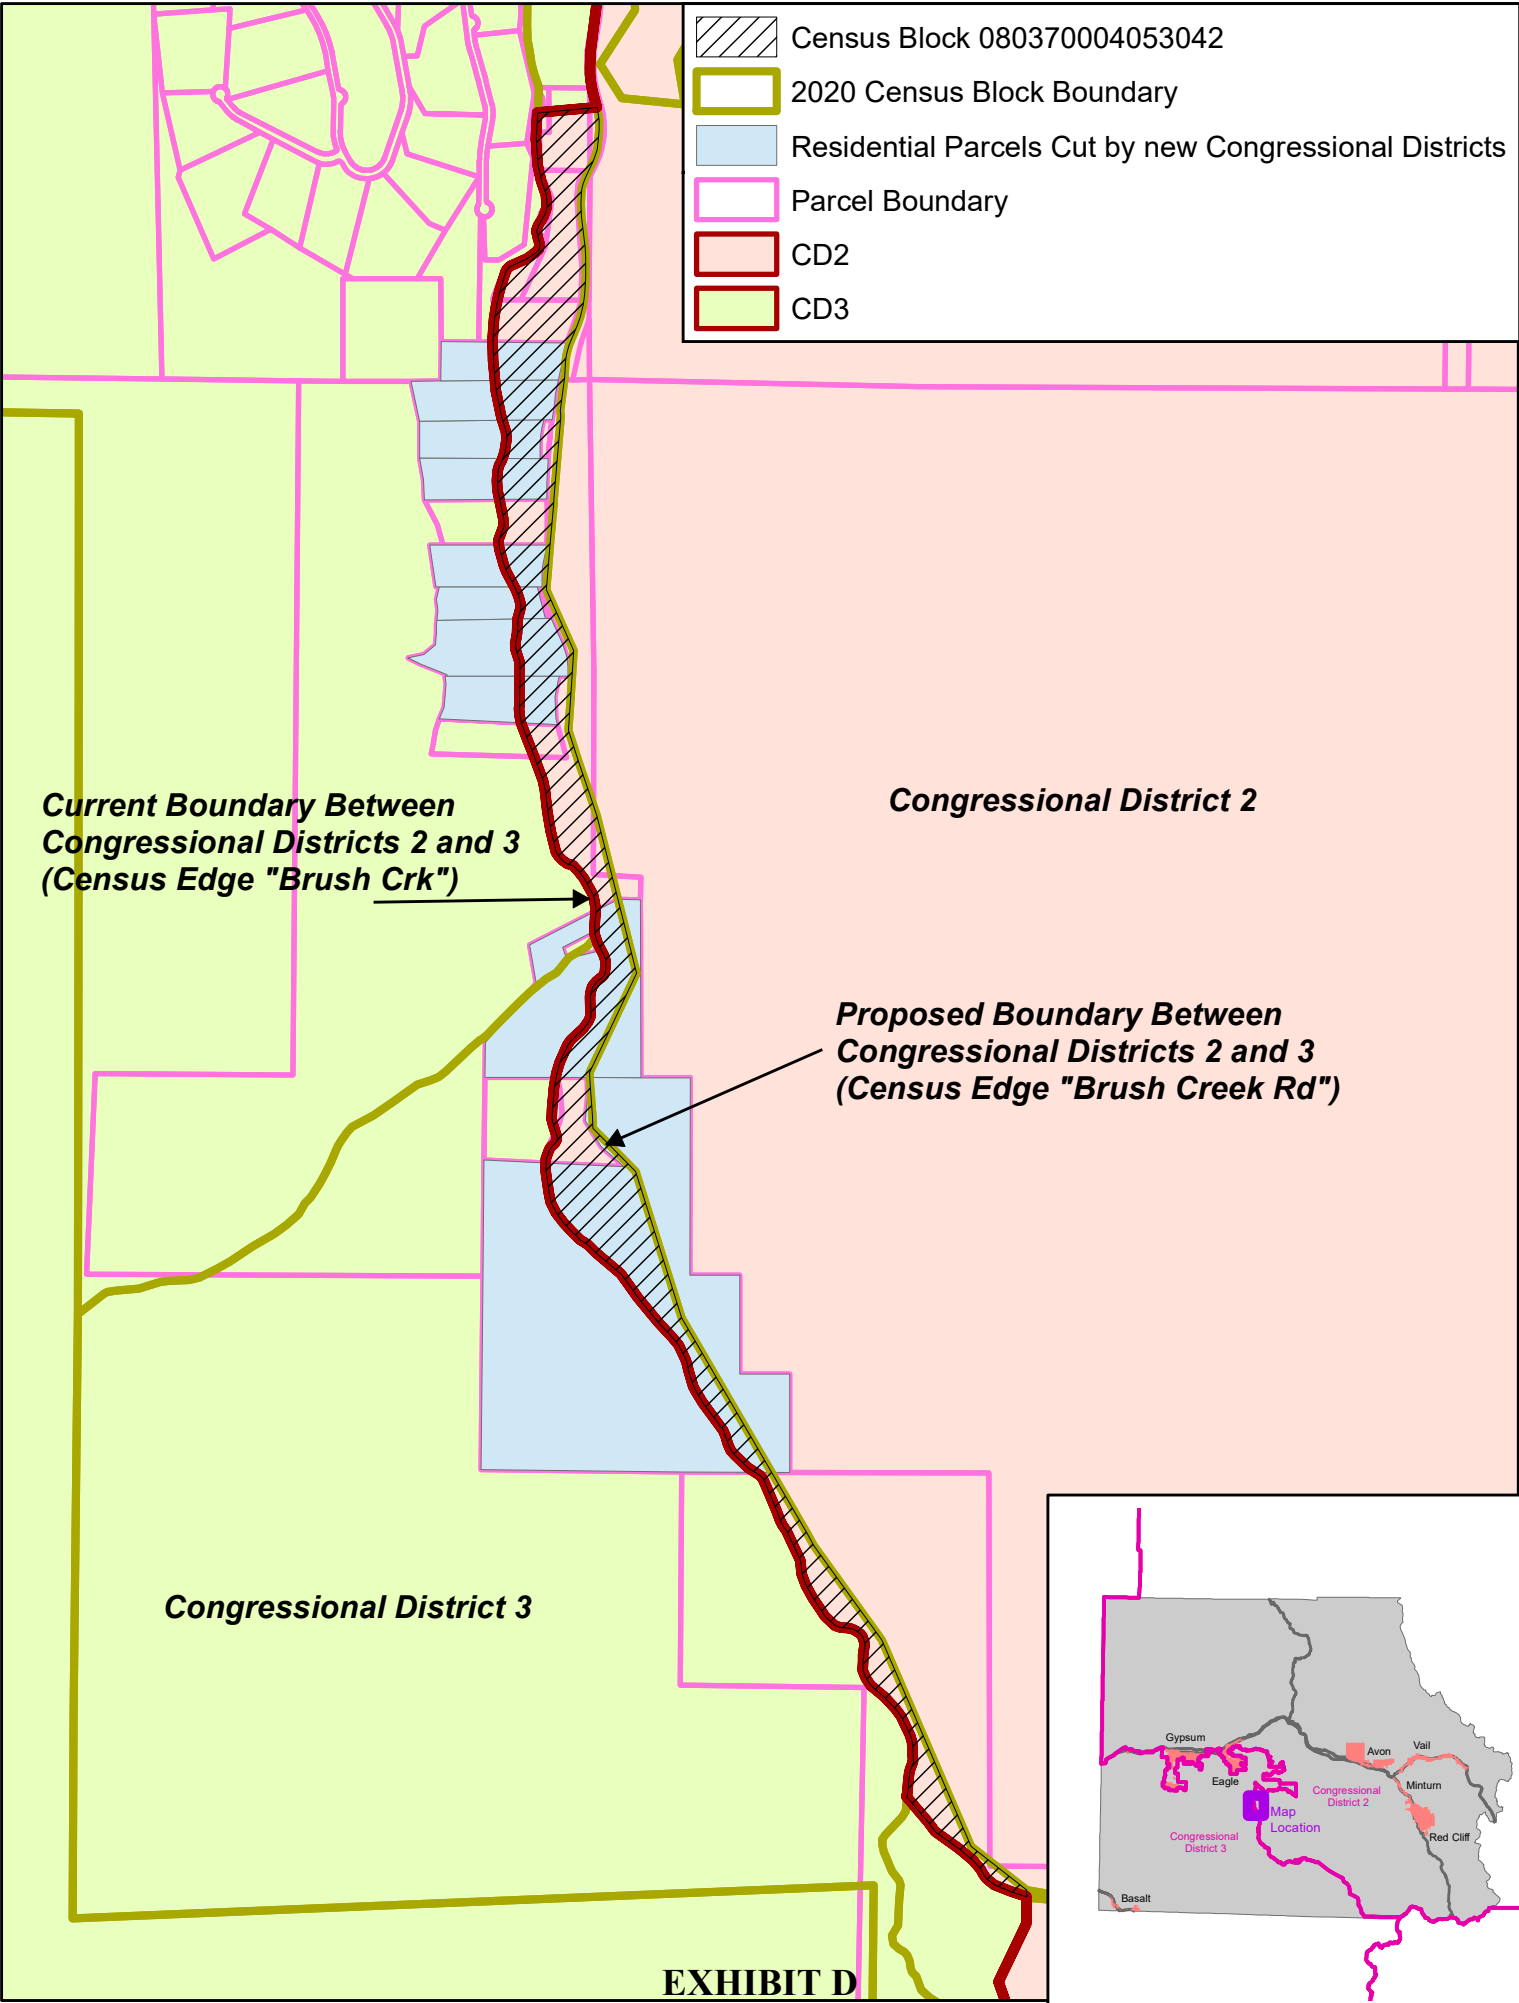 Census Block 080370004053042
2020 Census Block Boundary
Residential Parcels Cut by new Congressional Districts
Parcel Boundary
CD2
CD3
Current Boundary Between
Congressional Districts 2 and 3
(Census Edge "Brush Crk")
Congressional District 2
Proposed Boundary Between
Congressional Districts 2 and 3
(Census Edge "Brush Creek Rd")
Congressional District 3
Gypsum
Eagle
Avon
Vail
Minturn
Red Cliff
Congressional
District 2
Map
Location
Congressional
District 3
Basalt
EXHIBIT D